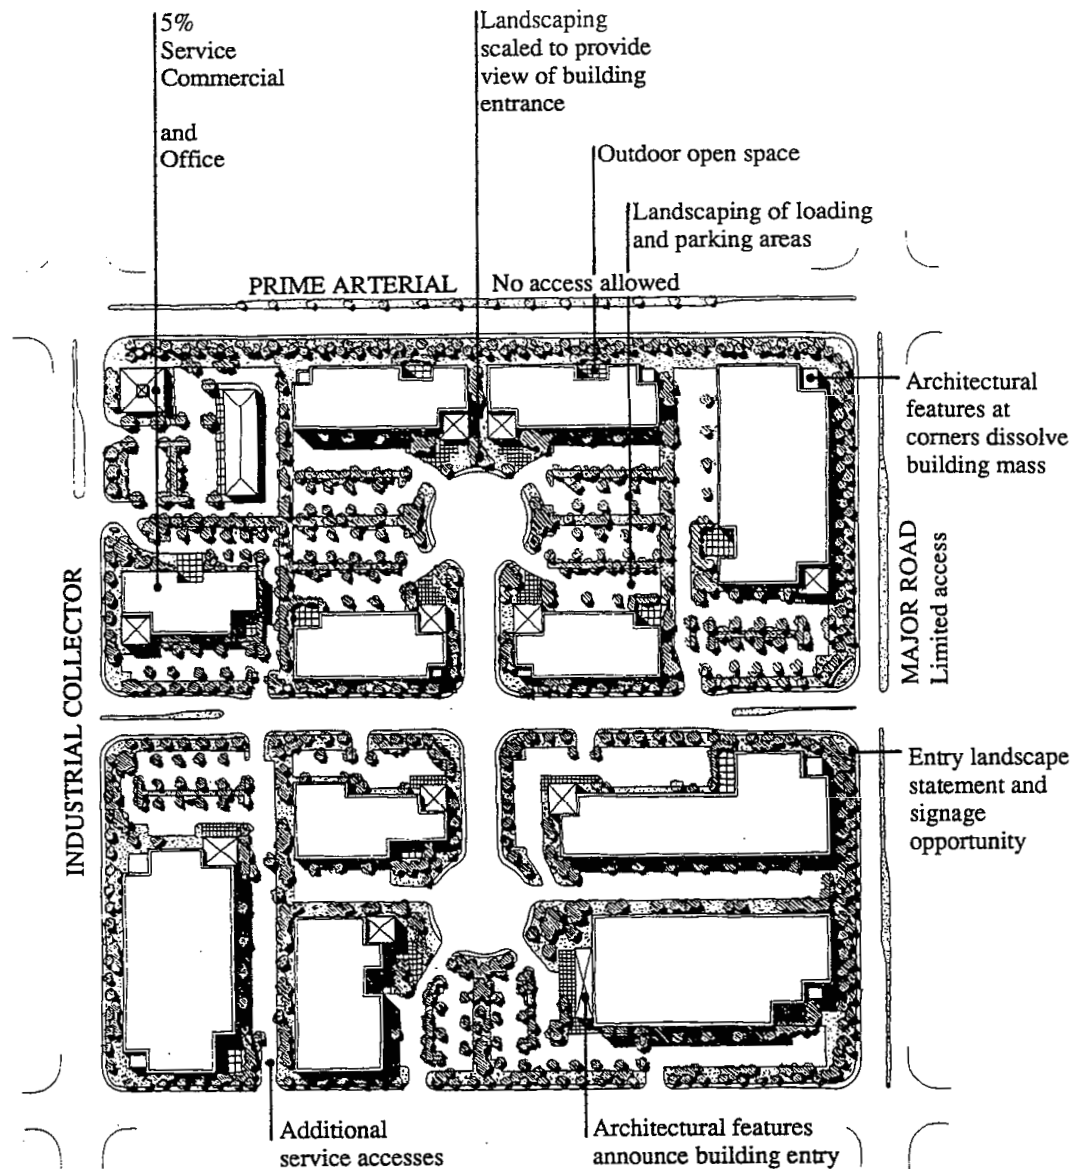 5%
Service
Commercial
and
Office
Landscaping
scaled to provide
view of building
entrance
Outdoor open space
Landscaping of loading
and parking areas
PRIME ARTERIAL No access allowed
Architectural
features at
corners dissolve
building mass
MAJOR ROAD
Limited access
INDUSTRIAL COLLECTOR
Entry landscape
statement and
signage
opportunity
Additional
service accesses
Architectural features
announce building entry